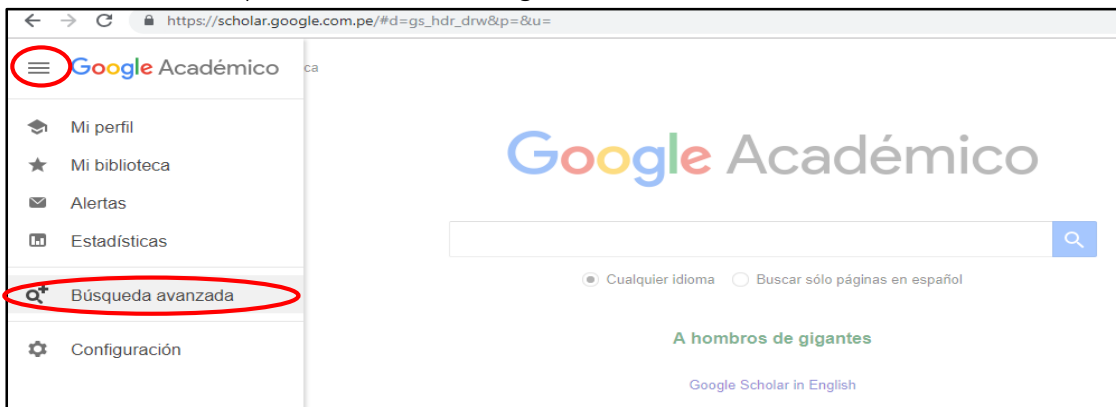 https://scholar.google.com.pe/#d=gs_hdr_drw&p=&u=
Google Académico
ca
Mi perfil
Mi biblioteca
Alertas
Estadísticas
Búsqueda avanzada
Configuración
Google Académico
Cualquier idioma Buscar sólo páginas en español
A hombros de gigantes
Google Scholar in English